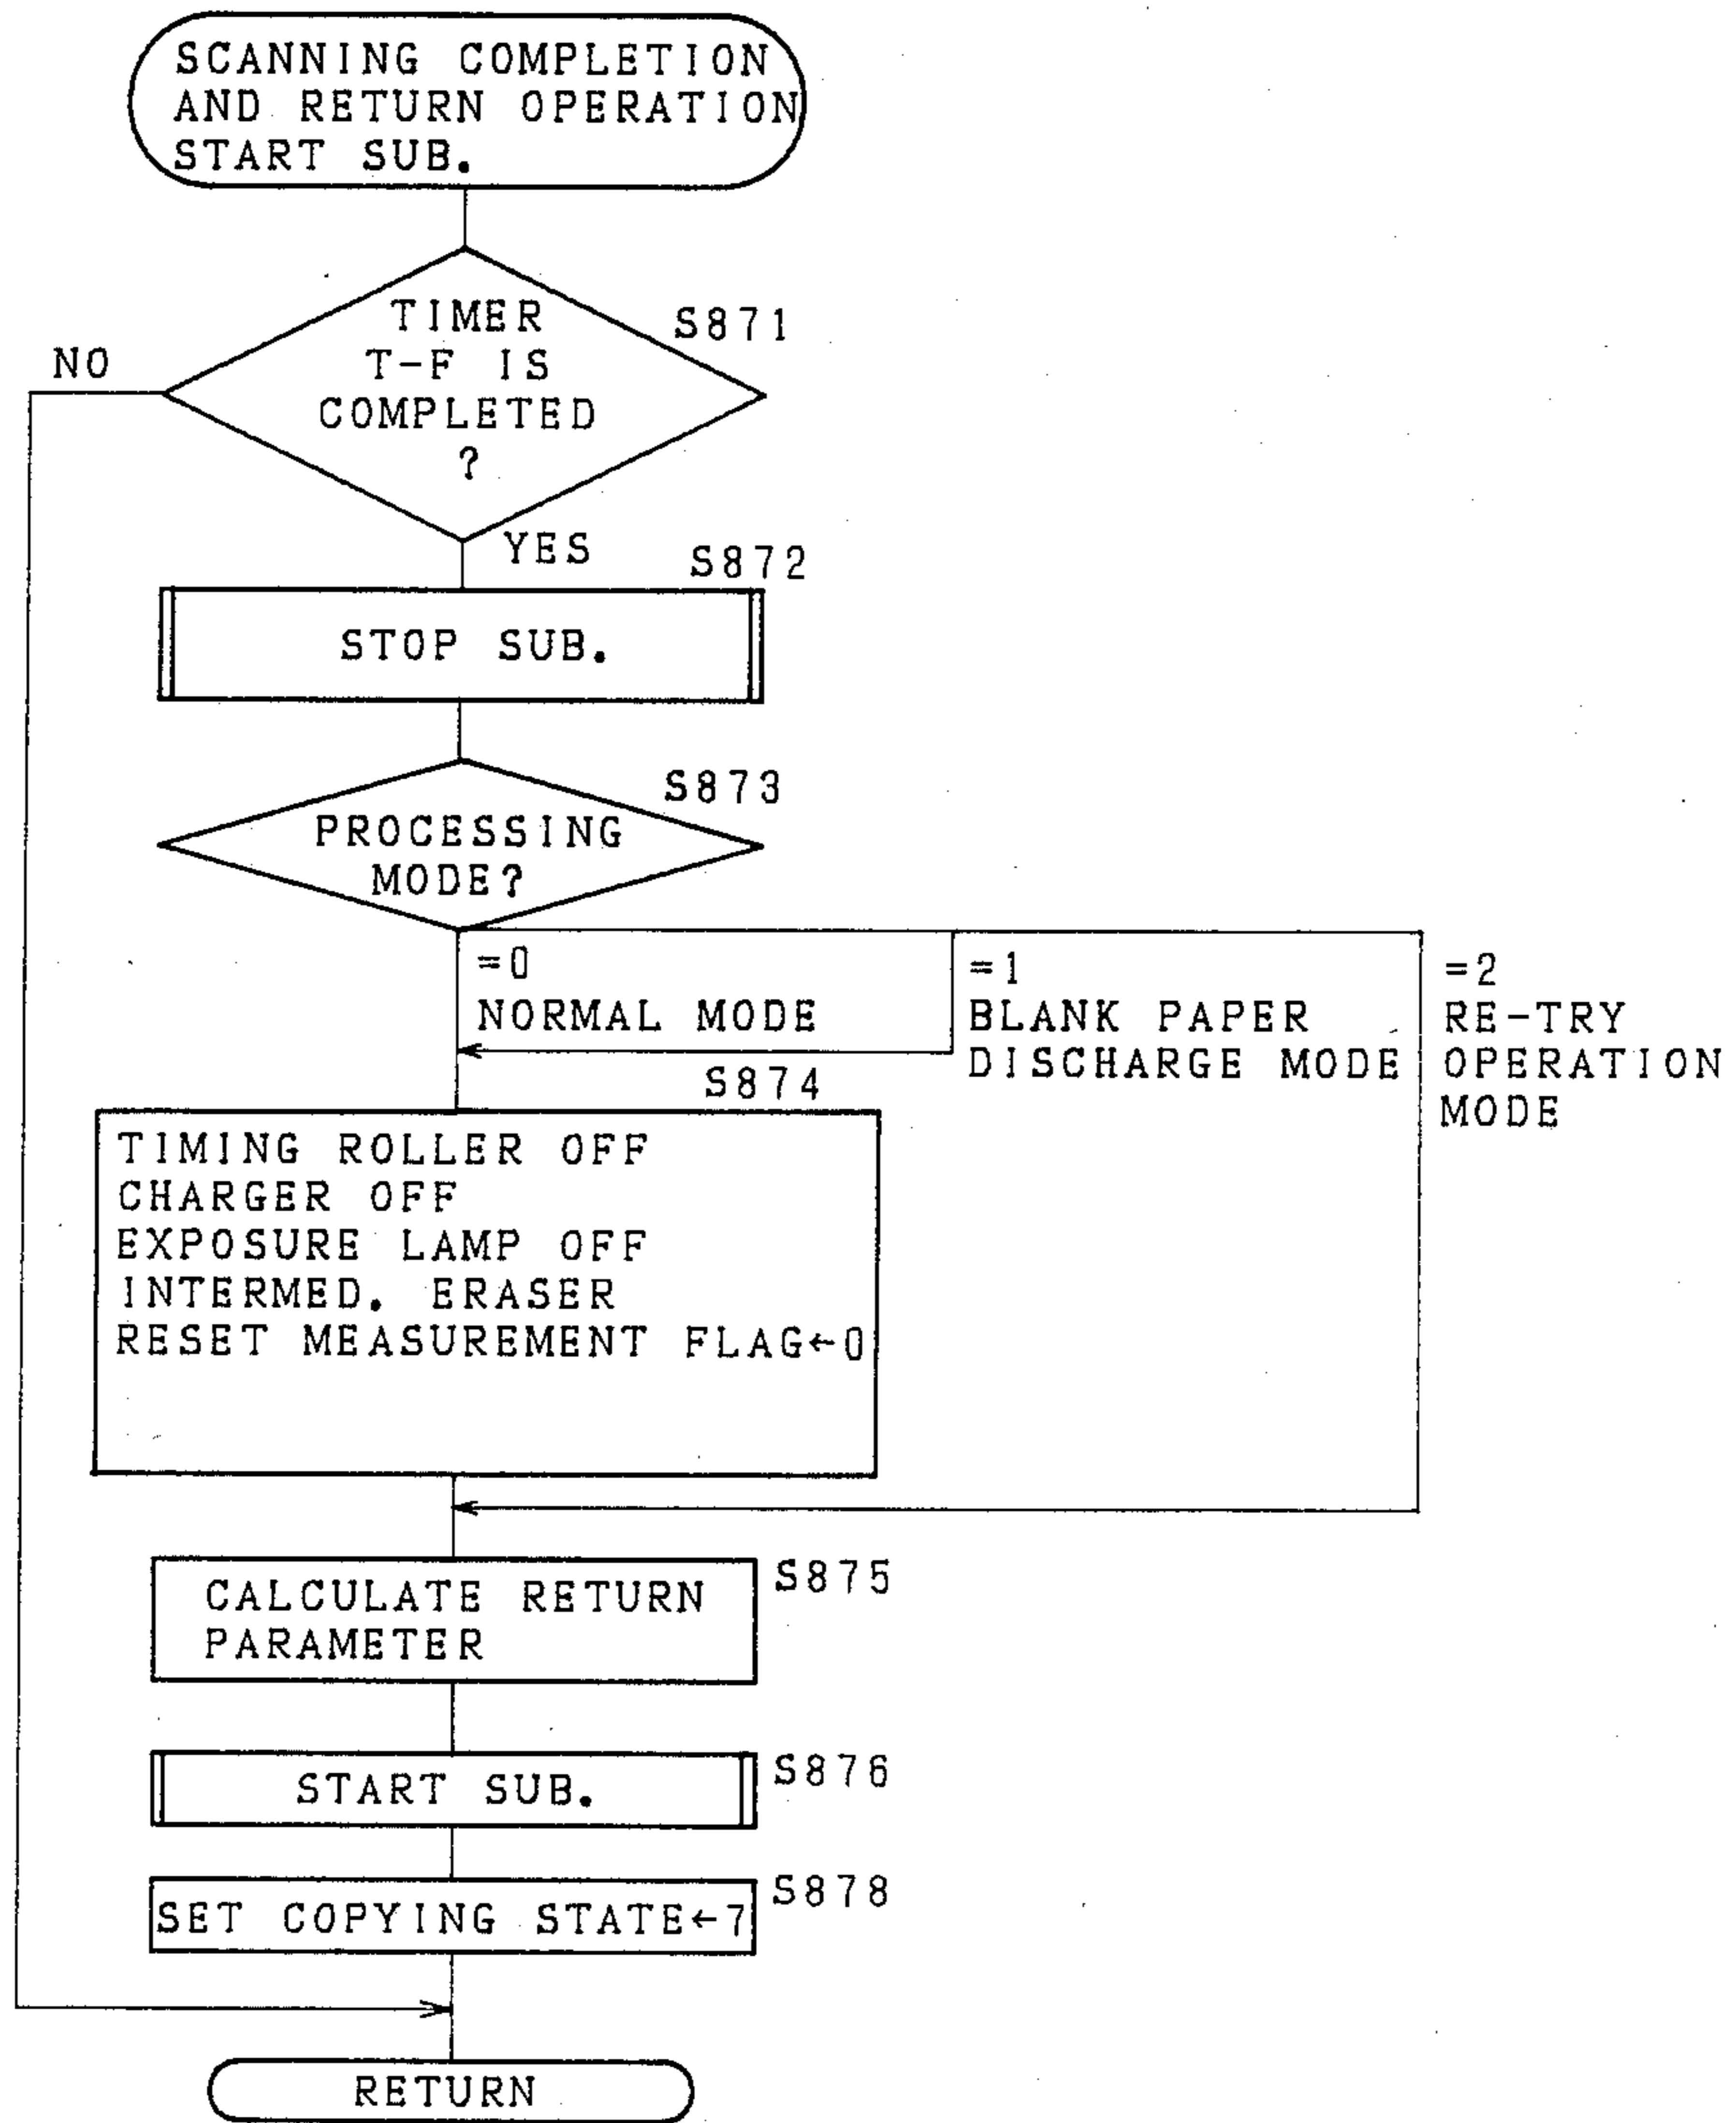 SCANNING COMPLETION
AND RETURN OPERATION
START SUB.
TIMER
T-F IS
COMPLETED
?
S871
NO
YES
S872
STOP SUB.
S873
PROCESSING
MODE?
=0
NORMAL MODE
=1
BLANK PAPER
DISCHARGE MODE
=2
RE-TRY
OPERATION
MODE
S874
TIMING ROLLER OFF
CHARGER OFF
EXPOSURE LAMP OFF
INTERMED. ERASER
RESET MEASUREMENT FLAG←0
S875
CALCULATE RETURN
PARAMETER
S876
START SUB.
S878
SET COPYING STATE←7
RETURN